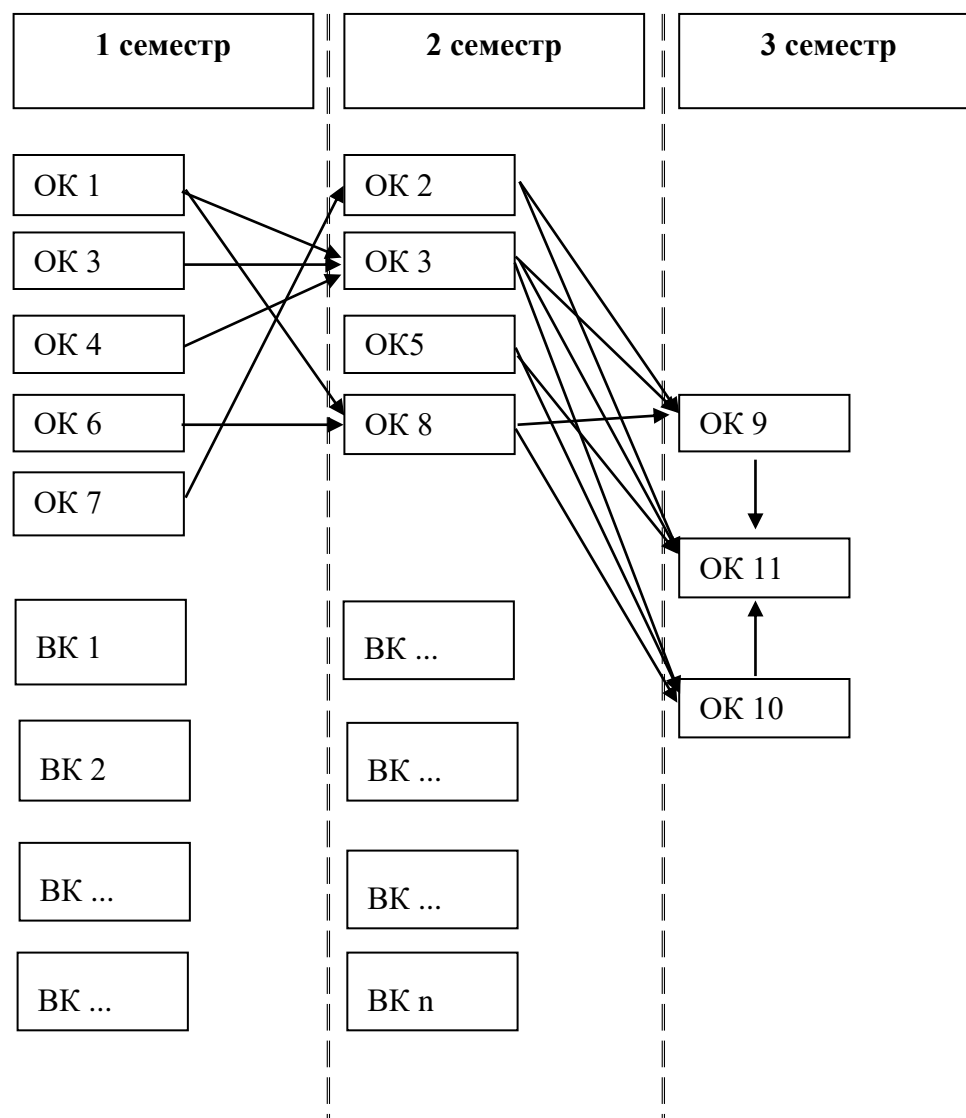 1 семестр
2 семестр
3 семестр
ОК 1
ОК 2
ОК 3
ОК 3
ОК 4
ОК5
ОК 6
ОК 8
ОК 9
ОК 7
ОК 11
ВК 1
ВК ...
ОК 10
ВК 2
ВК ...
ВК ...
ВК ...
ВК ...
ВК n